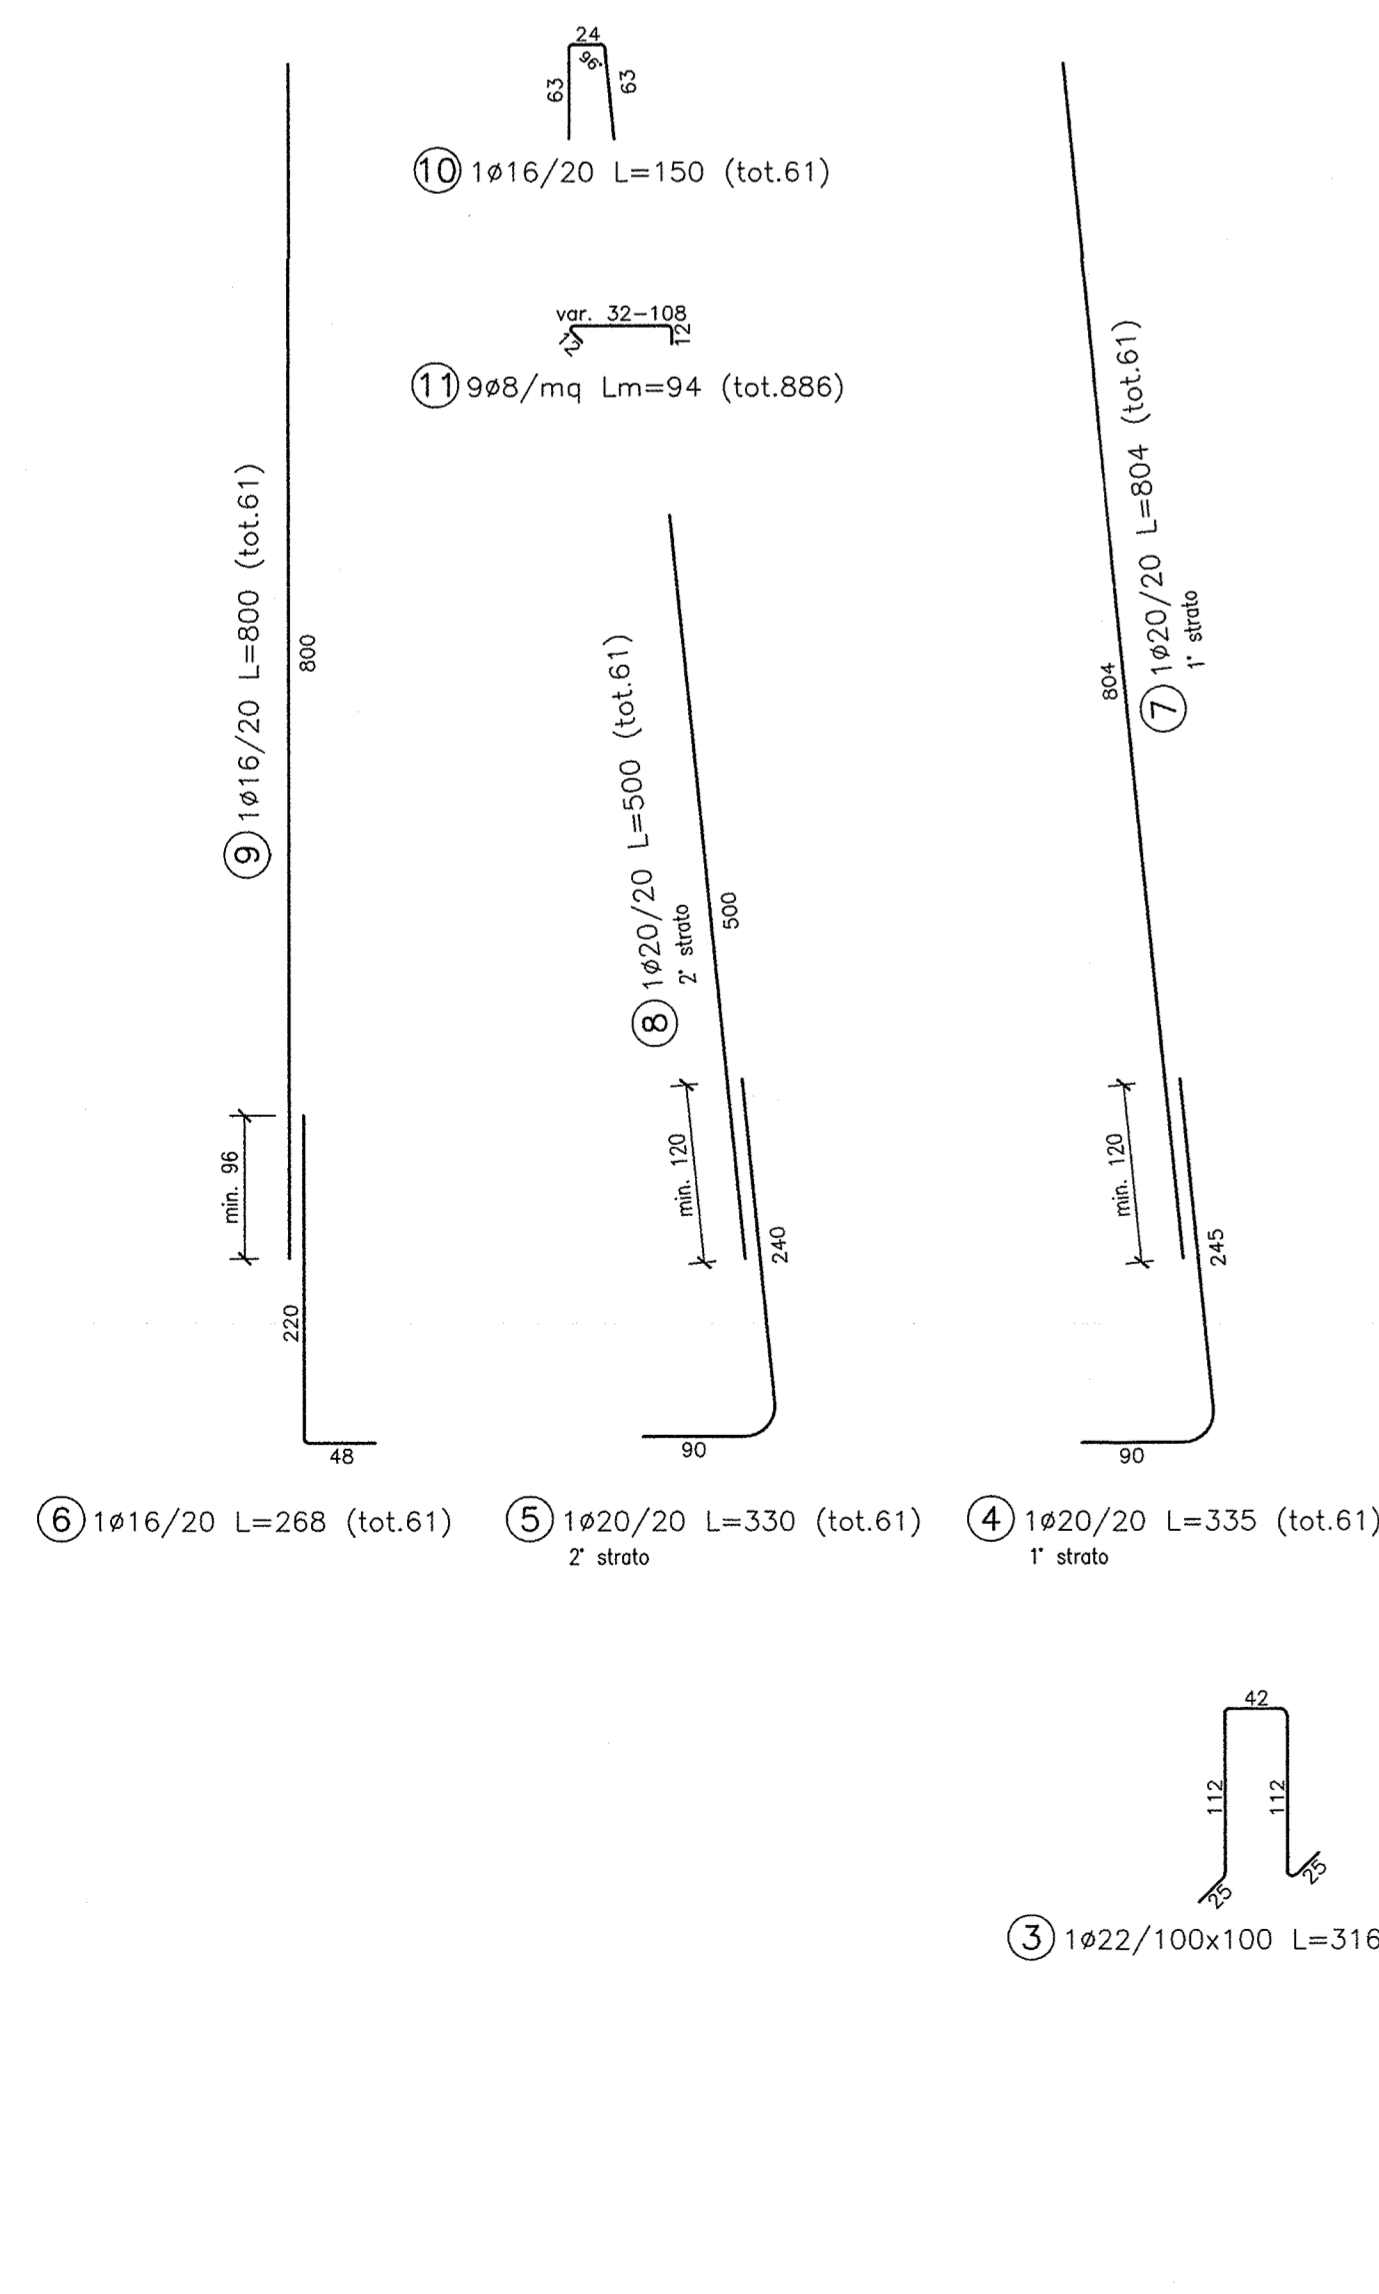 24
96°
63
63
10 1ø16/20 L=150 (tot.61)
var. 32-108
12
12
11 9ø8/mq Lm=94 (tot.886)
9 1ø16/20 L=800 (tot.61)
800
min. 96
220
48
6 1ø16/20 L=268 (tot.61)
8 1ø20/20 L=500 (tot.61)
2° strato
500
min. 120
240
90
5 1ø20/20 L=330 (tot.61)
2° strato
7 1ø20/20 L=804 (tot.61)
1° strato
804
min. 120
245
90
4 1ø20/20 L=335 (tot.61)
1° strato
42
112
112
25
25
3 1ø22/100x100 L=316